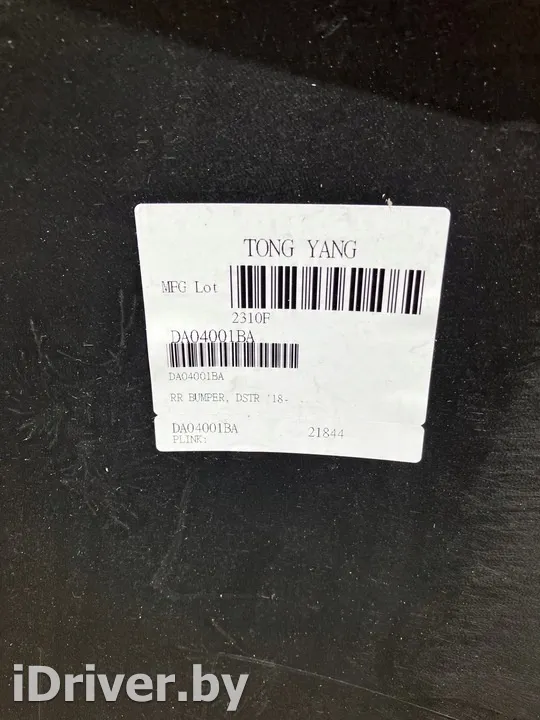 TONG YANG
MFG Lot
2310F
DA04001BA
DA04001BA
RR BUMPER, DSTR '18-
DA04001BA 21844
PLINK:
iDriver.by